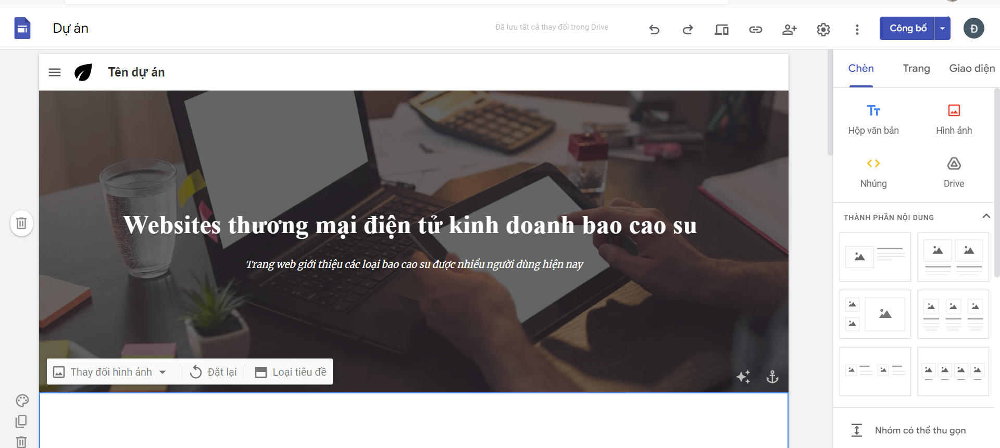 Dự án
Đã lưu tất cả thay đổi trong Drive
Công bố
Đ
Tên dự án
Chèn
Trang
Giao diện
Hộp văn bản
Hình ảnh
Nhúng
Drive
THÀNH PHẦN NỘI DUNG
Websites thương mại điện tử kinh doanh bao cao su
Trang web giới thiệu các loại bao cao su được nhiều người dùng hiện nay
Thay đổi hình ảnh
Đặt lại
Loại tiêu đề
Nhóm có thể thu gọn